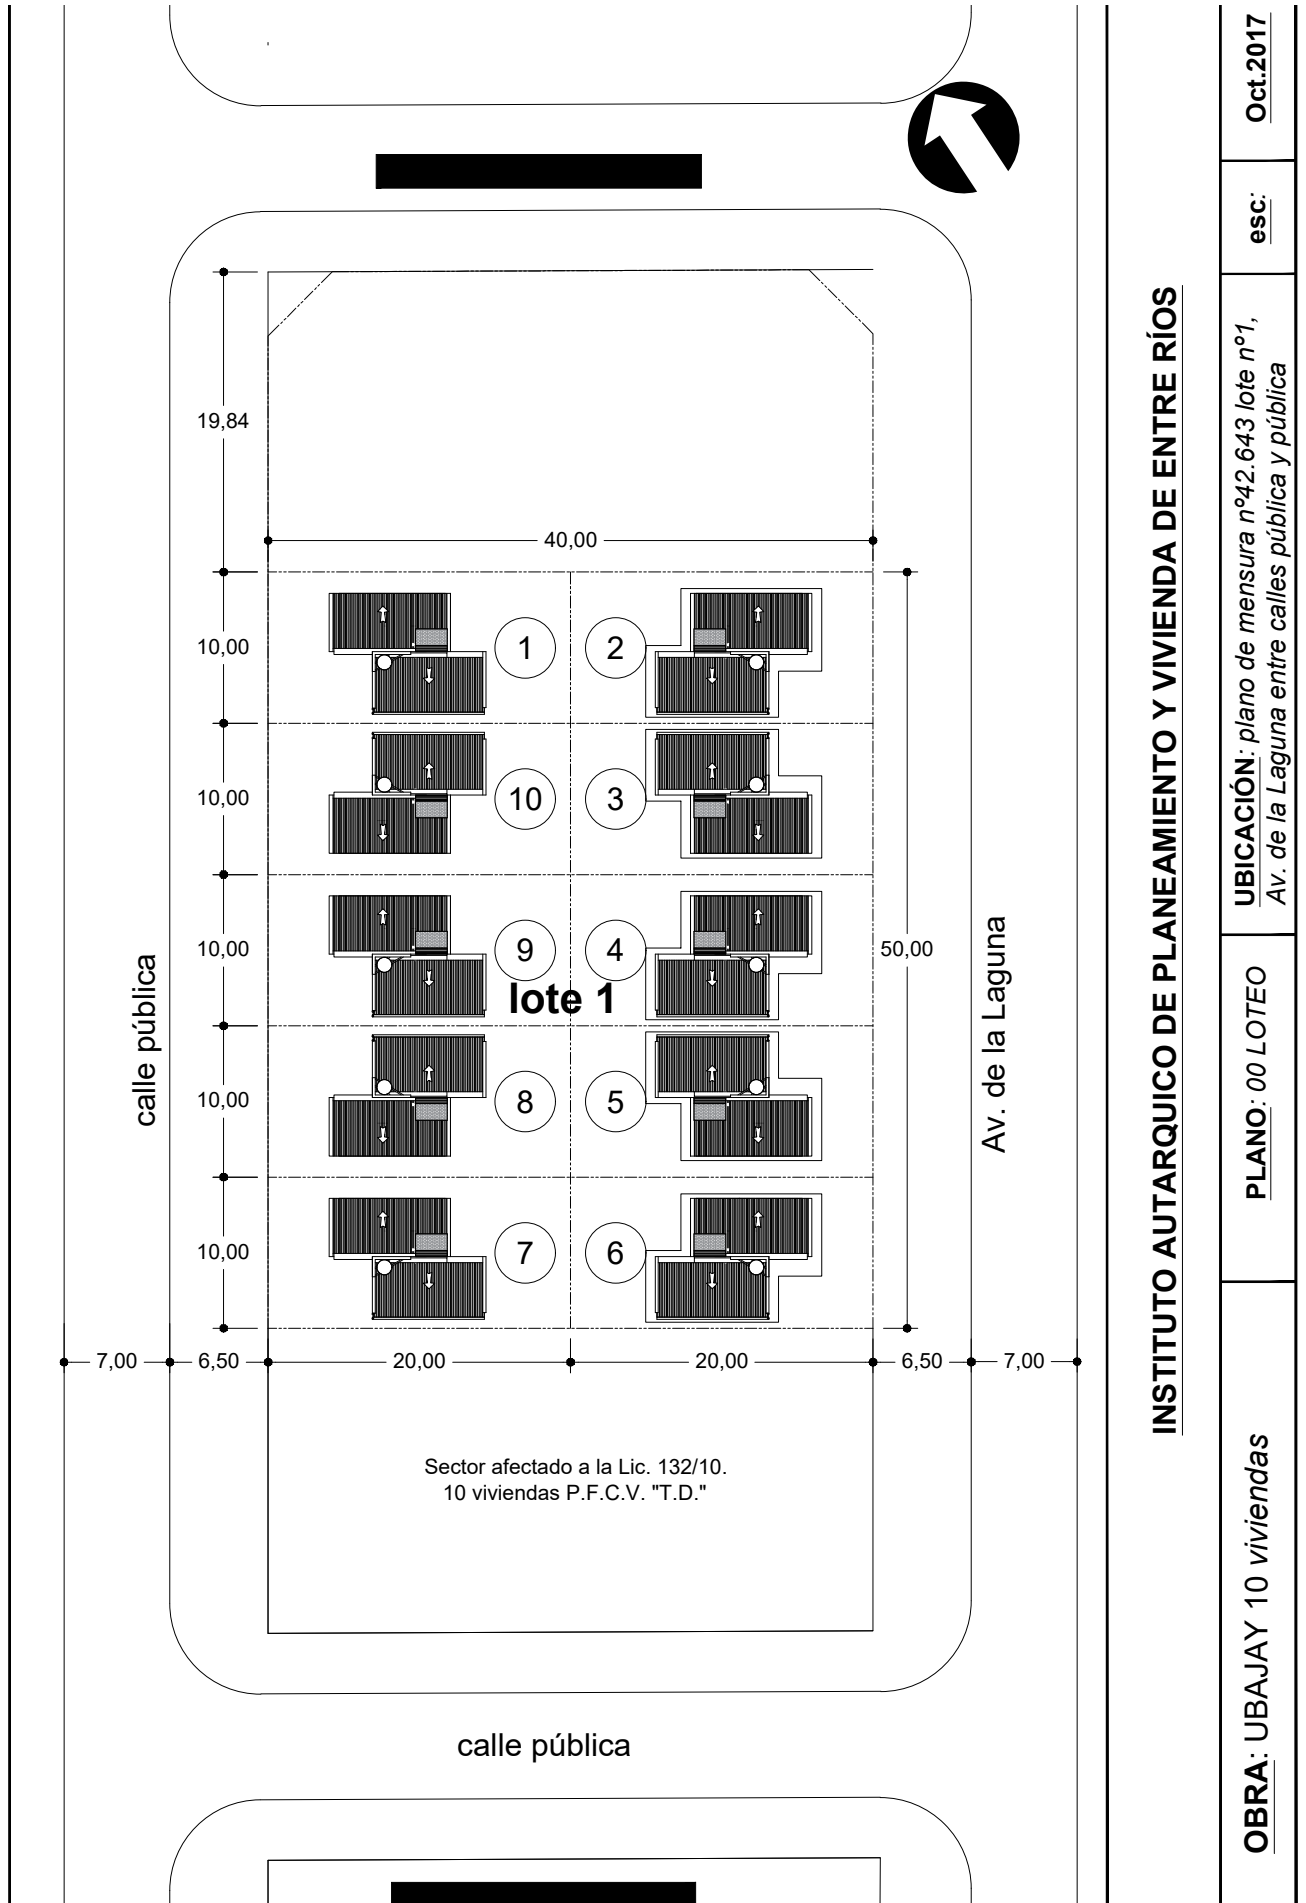 19,84
40,00
10,00
1
2
10,00
10
3
10,00
9
4
50,00
lote 1
10,00
8
5
10,00
7
6
calle pública
Av. de la Laguna
7,00
6,50
20,00
20,00
6,50
7,00
Sector afectado a la Lic. 132/10.
10 viviendas P.F.C.V. "T.D."
calle pública
INSTITUTO AUTARQUICO DE PLANEAMIENTO Y VIVIENDA DE ENTRE RÍOS
OBRA: UBAJAY 10 viviendas
PLANO: 00 LOTEO
UBICACIÓN: plano de mensura nº42.643 lote nº1,
Av. de la Laguna entre calles pública y pública
esc:
Oct.2017